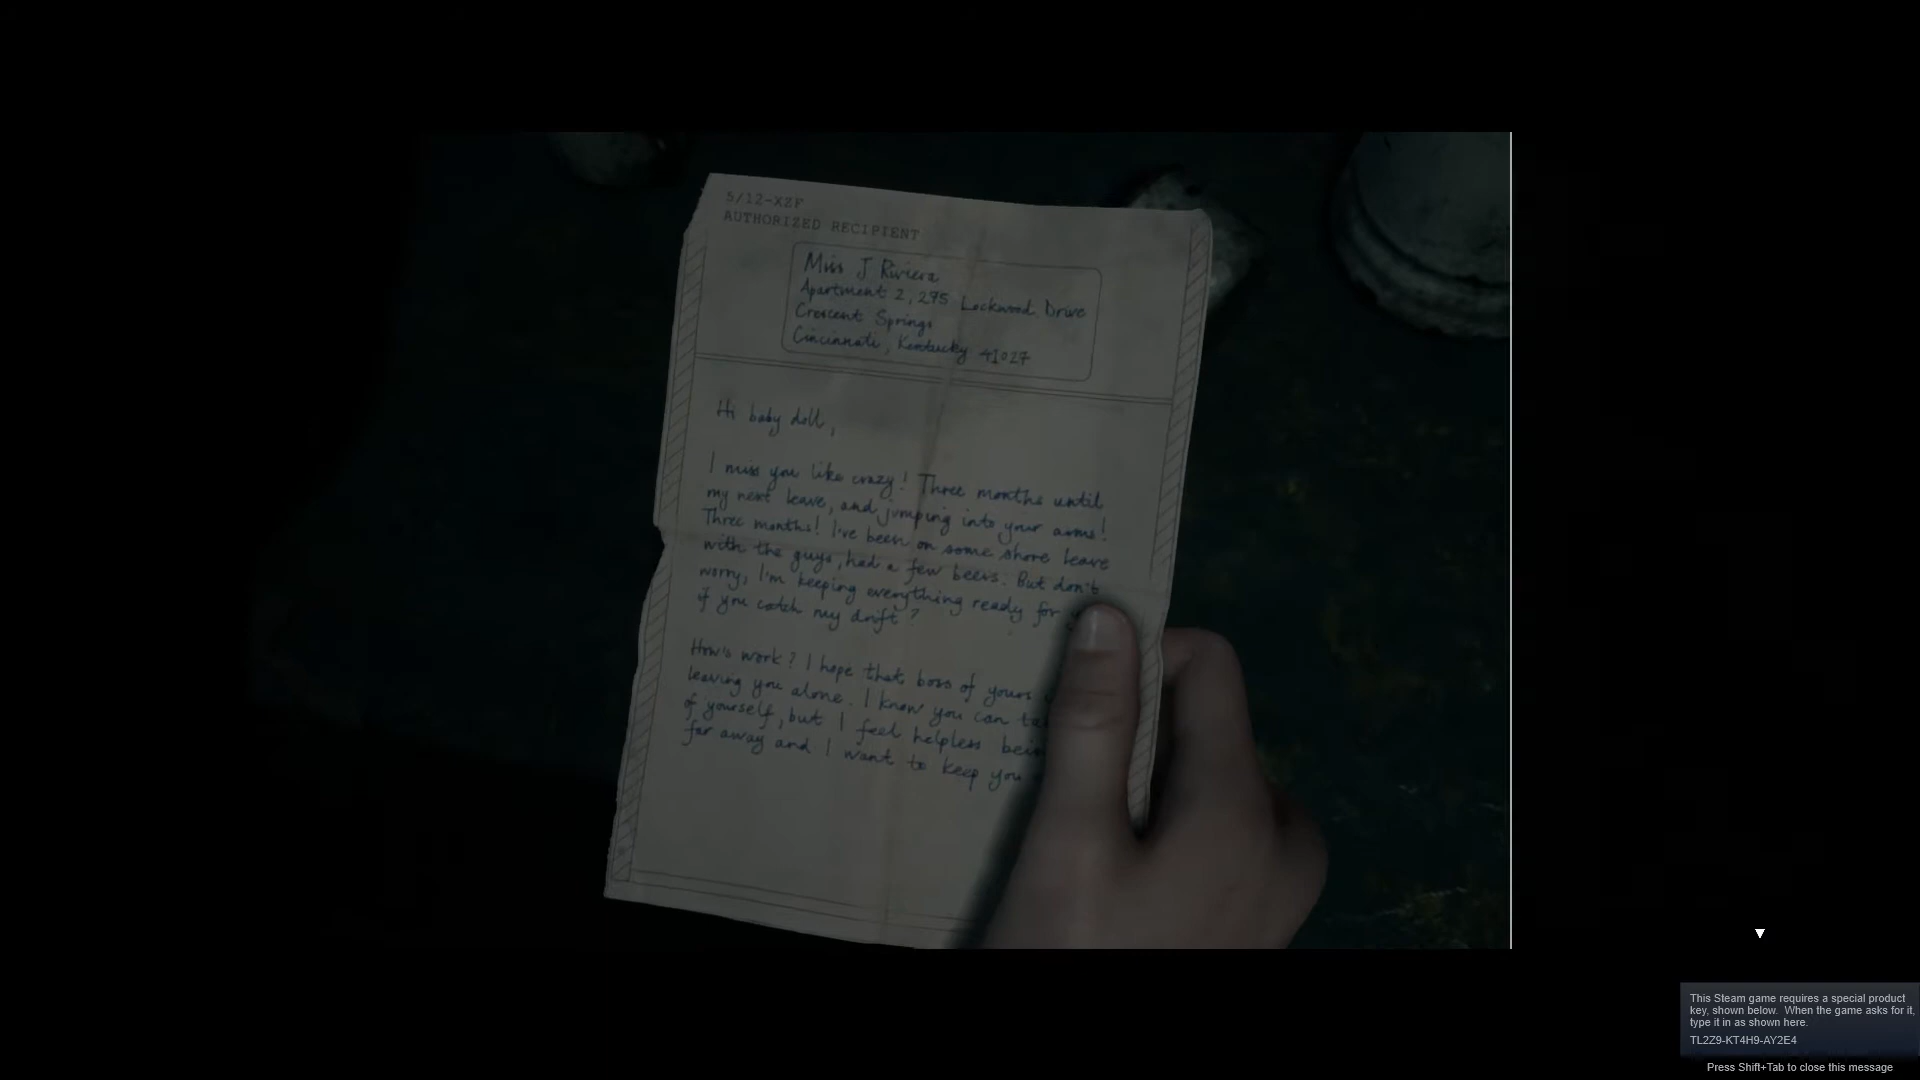 5/12-XZF
AUTHORIZED RECIPIENT
Miss J Riviera
Apartment 2, 275 Lockwood Drive
Crescent Springs
Cincinnati, Kentucky 41027
Hi baby doll,
I miss you like crazy! Three months until
my next leave, and jumping into your arms!
Three months! I've been on some shore leave
with the guys, had a few beers. But don't
worry, I'm keeping everything ready for
if you catch my drift?
How's work? I hope that boss of yours
leaving you alone. I know you can
of yourself, but I feel helpless
far away and I want to keep you
This Steam game requires a special product
key, shown below. When the game asks for it,
type it in as shown here.
TL2Z9-KT4H9-AY2E4
Press Shift+Tab to close this message